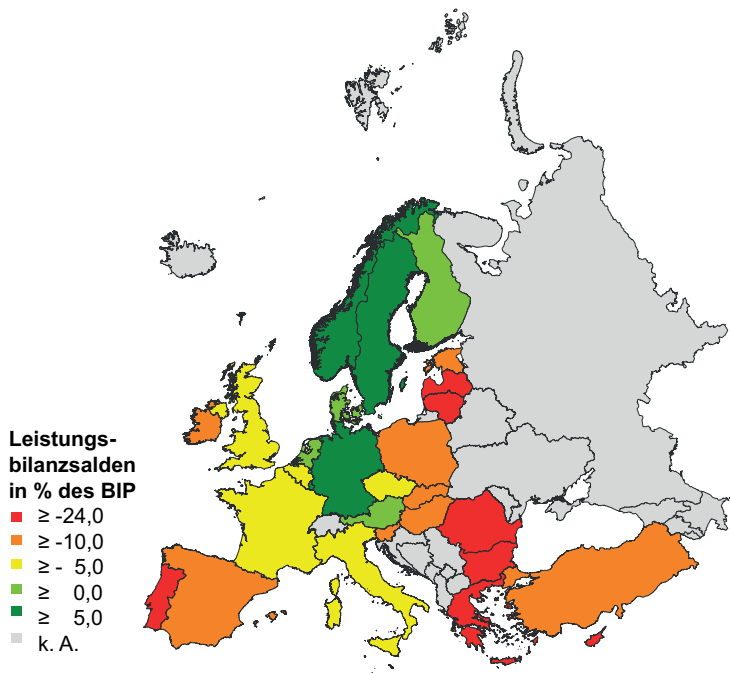 Leistungs-
bilanzsalden
in % des BIP
≥ -24,0
≥ -10,0
≥ - 5,0
≥ 0,0
≥ 5,0
k. A.